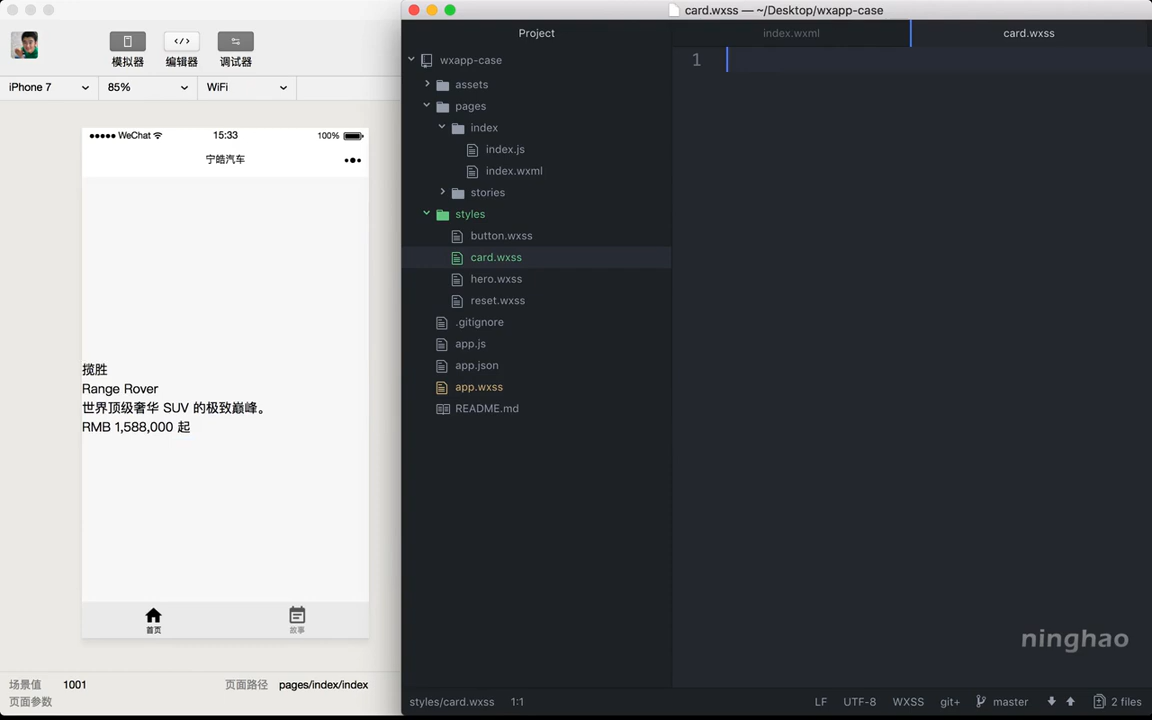 card.wxss — ~/Desktop/wxapp-case
模拟器
编辑器
调试器
iPhone 7
85%
WiFi
WeChat
15:33
100%
宁皓汽车
揽胜
Range Rover
世界顶级奢华 SUV 的极致巅峰。
RMB 1,588,000 起
首页
故事
场景值
1001
页面路径
pages/index/index
页面参数
Project
wxapp-case
assets
pages
index
index.js
index.wxml
stories
styles
button.wxss
card.wxss
hero.wxss
reset.wxss
.gitignore
app.js
app.json
app.wxss
README.md
index.wxml
card.wxss
1
ninghao
styles/card.wxss
1:1
LF
UTF-8
WXSS
git+
master
2 files